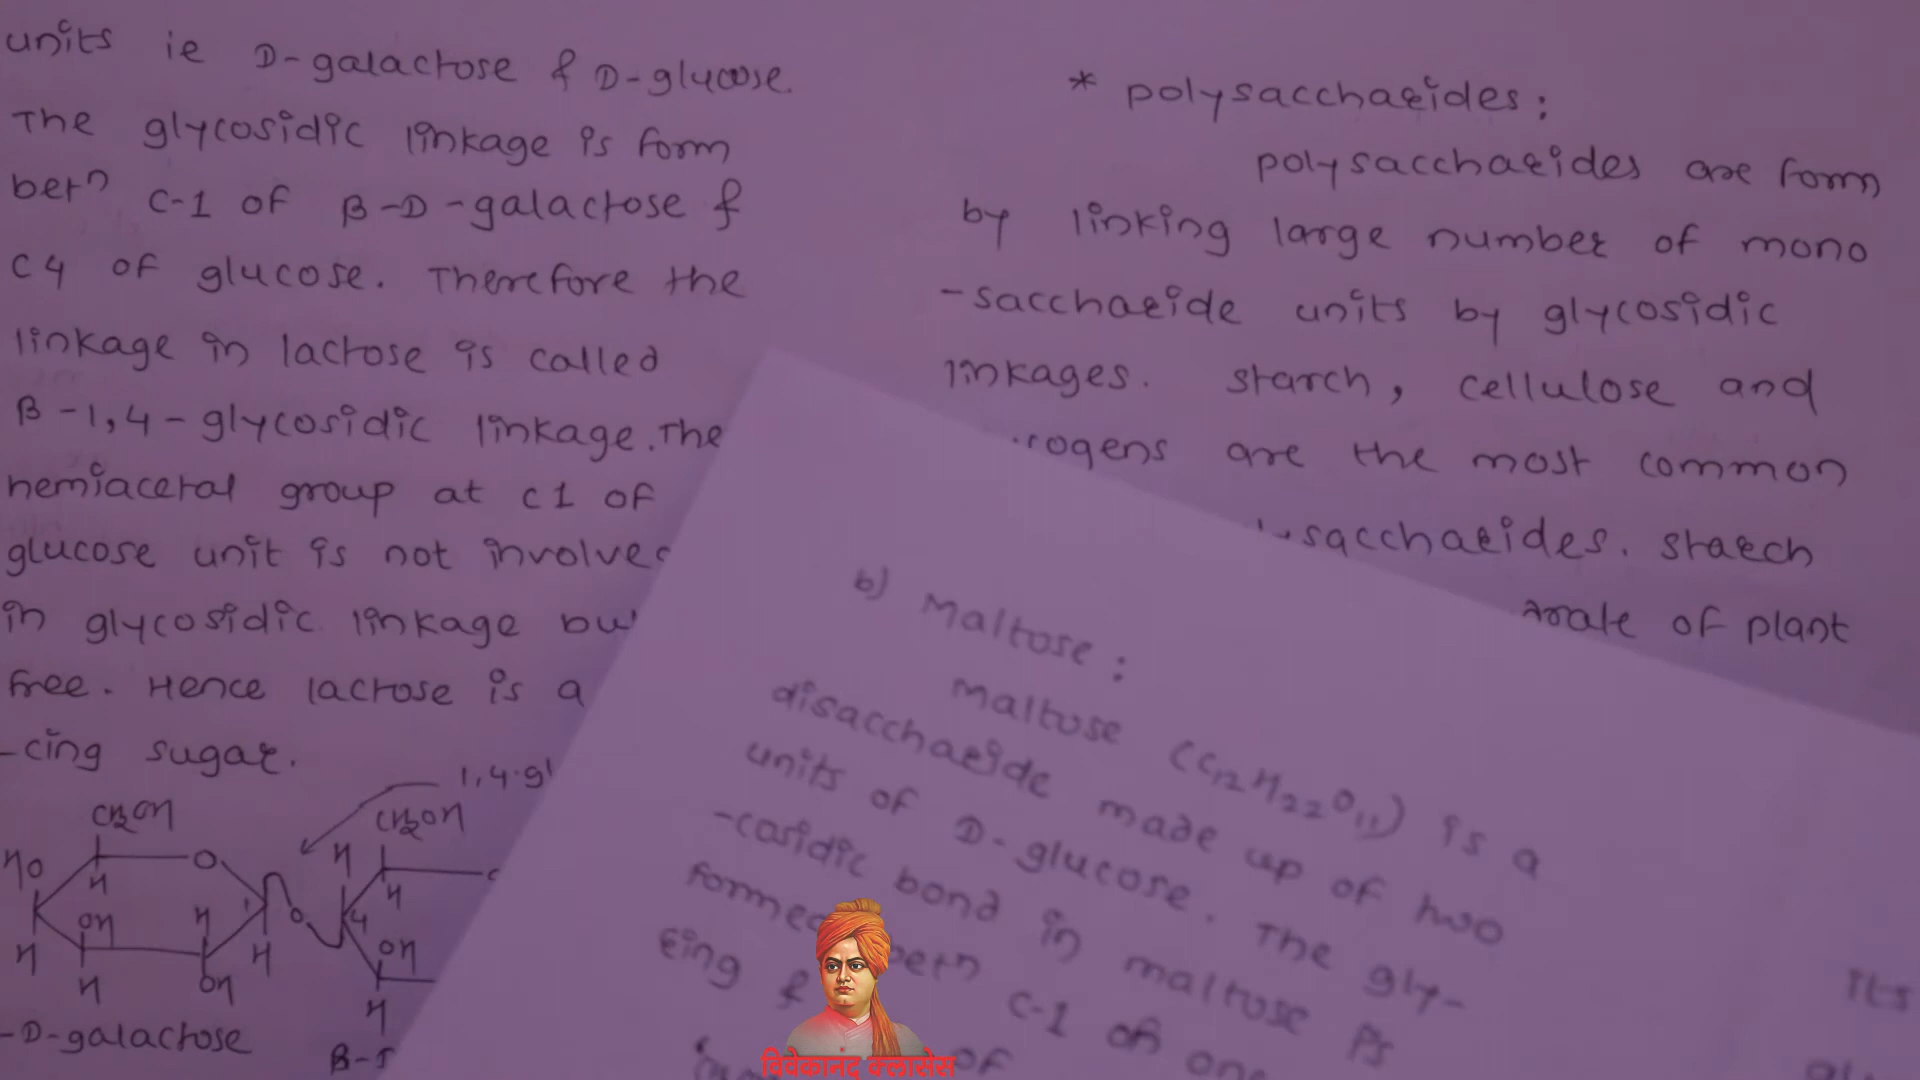 units ie D-galactose & D-glucose.
The glycosidic linkage is form
betn C-1 of β-D-galactose &
C4 of glucose. Therefore the
linkage in lactose is called
β-1,4-glycosidic linkage. The
hemiacetal group at C1 of
glucose unit is not involved
in glycosidic linkage
free. Hence lactose is a
-cing sugar.
1,4-gl
CH2OH CH2OH
HO H O H H
OH H 1 O 4 OH
H H OH H H
-D-galactose
β-
* polysaccharides:
polysaccharides are form
by linking large number of mono
-saccharide units by glycosidic
linkages. starch, cellulose and
are the most common
starch
of plant
b) Maltose:
Maltose (C12H22O11) is a
disaccharide made up of two
units of D-glucose. The gly-
-cosidic bond in maltose is
formed betn C-1 of one
ring & of
Its
विवेकानंद क्लासेस